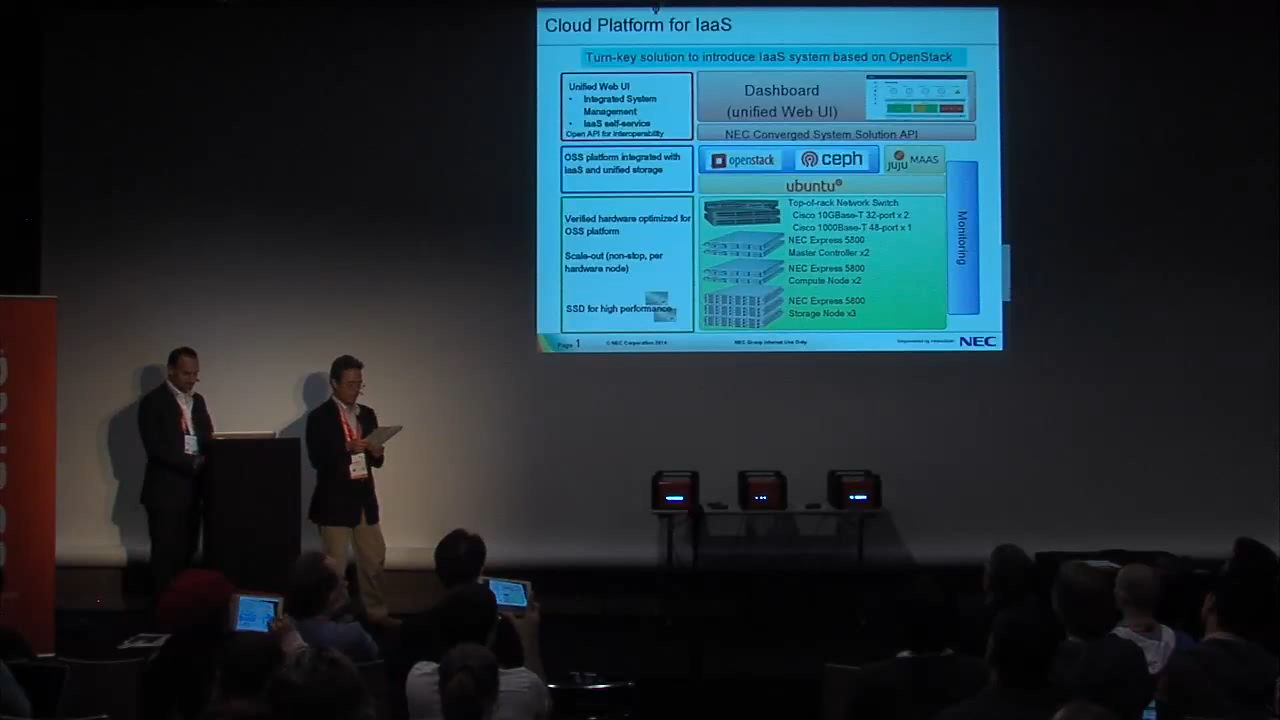 Cloud Platform for IaaS
Turn-key solution to introduce IaaS system based on OpenStack
Unified Web UI
• Integrated System
Management
• IaaS self-service
Open API for interoperability
Dashboard
(unified Web UI)
NEC Converged System Solution API
OSS platform integrated with
IaaS and unified storage
openstack
ceph
juju MAAS
ubuntu
Verified hardware optimized for
OSS platform
Scale-out (non-stop, per
hardware node)
SSD for high performance
Top-of-rack Network Switch
Cisco 10GBase-T 32-port x 2
Cisco 1000Base-T 48-port x 1
NEC Express 5800
Master Controller x2
NEC Express 5800
Compute Node x2
NEC Express 5800
Storage Node x3
Monitoring
Page 1
© NEC Corporation 2014
NEC Group Internal Use Only
NEC